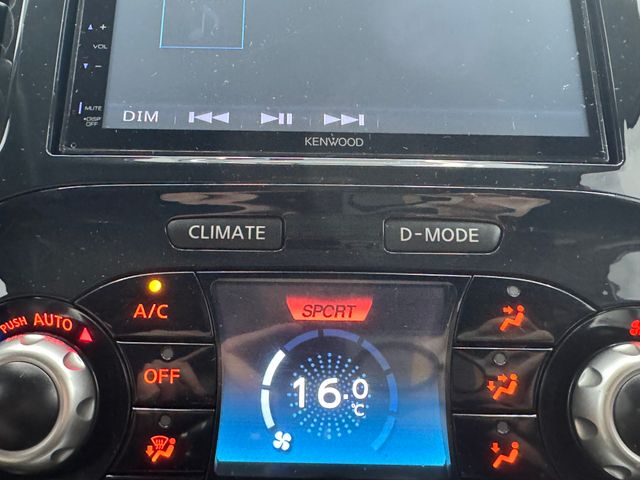 +
VOL
-
MUTE
•DISP
OFF
DIM
KENWOOD
CLIMATE
D-MODE
A/C
SPORT
PUSH AUTO
OFF
16.0
°C